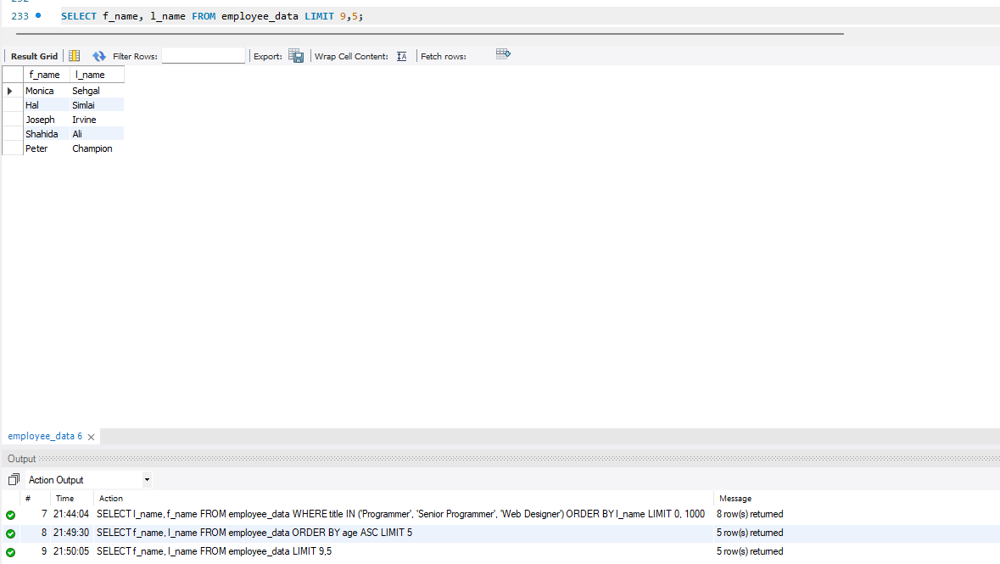 233 SELECT f_name, l_name FROM employee_data LIMIT 9,5;
Result Grid Filter Rows: Export: Wrap Cell Content: IA Fetch rows:
f_name l_name
Monica Sehgal
Hal Simlai
Joseph Irvine
Shahida Ali
Peter Champion
employee_data 6
Output
Action Output
# Time Action Message
7 21:44:04 SELECT l_name, f_name FROM employee_data WHERE title IN ('Programmer', 'Senior Programmer', 'Web Designer') ORDER BY l_name LIMIT 0, 1000 8 row(s) returned
8 21:49:30 SELECT f_name, l_name FROM employee_data ORDER BY age ASC LIMIT 5 5 row(s) returned
9 21:50:05 SELECT f_name, l_name FROM employee_data LIMIT 9,5 5 row(s) returned